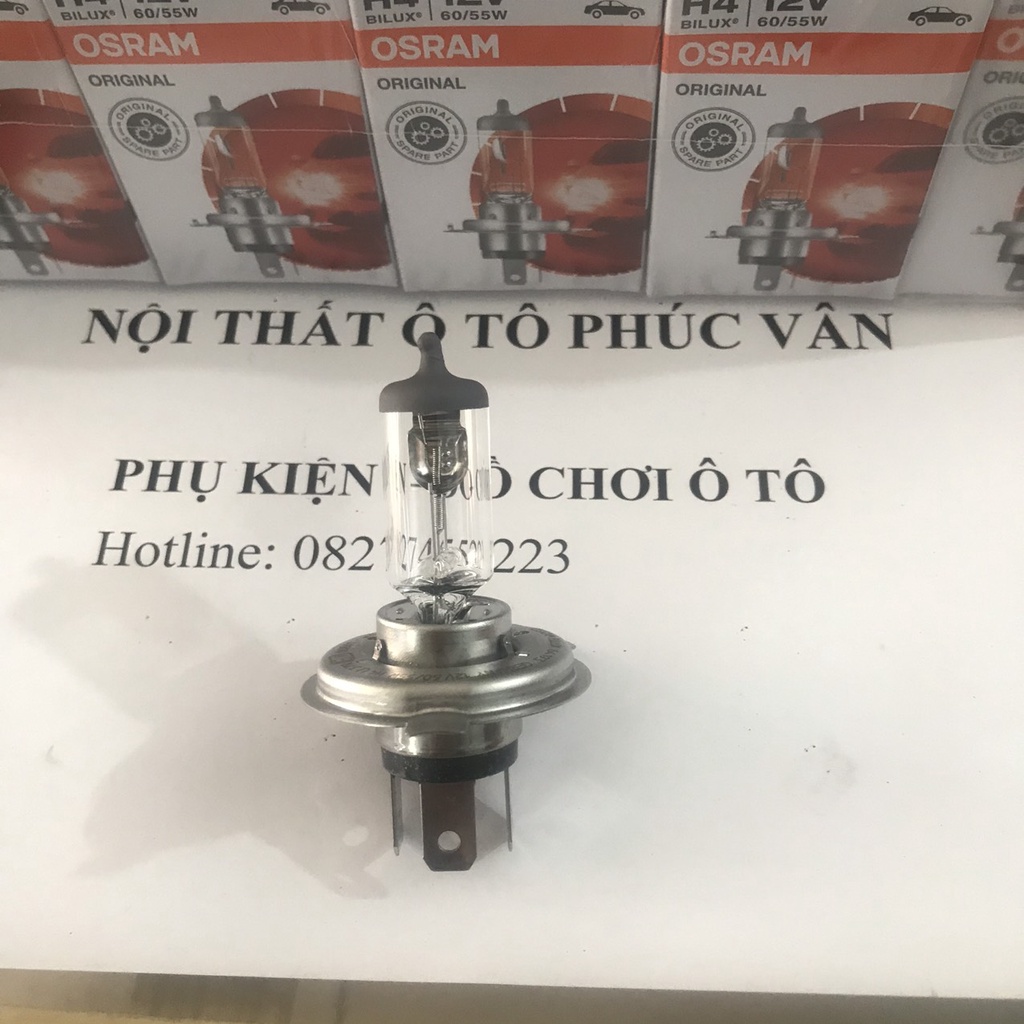 H4 12V
BILUX® 60/55W
OSRAM
ORIGINAL
ORIGINAL SPARE PART
H4 12V
BILUX® 60/55W
OSRAM
ORIGINAL
ORIGINAL SPARE PART
H4 12V
BILUX® 60/55W
OSRAM
ORIGINAL
ORIGINAL SPARE PART
NỘI THẤT Ô TÔ PHÚC VÂN
PHỤ KIỆN CHƠI Ô TÔ
Hotline: